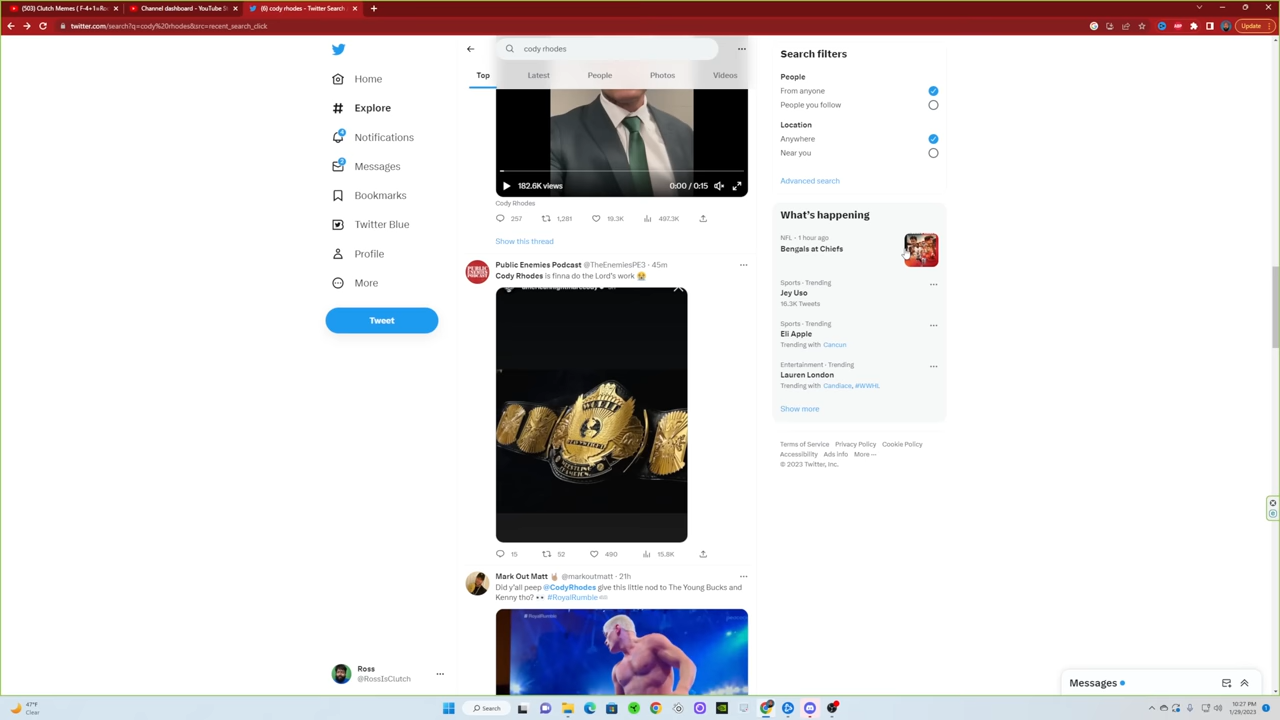 (503) Clutch Memes ( F-4+1=Ro
Channel dashboard - YouTube S
(6) cody rhodes - Twitter Search
twitter.com/search?q=cody%20rhodes&src=recent_search_click
Update
Home
Explore
4
Notifications
2
Messages
Bookmarks
Twitter Blue
Profile
More
Tweet
Ross
@RossIsClutch
cody rhodes
Top
Latest
People
Photos
Videos
182.6K views
0:00 / 0:15
Cody Rhodes
257
1,281
19.3K
497.3K
Show this thread
Public Enemies Podcast @TheEnemiesPE3 · 45m
Cody Rhodes is finna do the Lord's work 😭
15
52
490
15.8K
Mark Out Matt 🤘🏼 @markoutmatt · 21h
Did y'all peep @CodyRhodes give this little nod to The Young Bucks and
Kenny tho? 👀 #RoyalRumble
@RoyalRumble
Search filters
People
From anyone
People you follow
Location
Anywhere
Near you
Advanced search
What's happening
NFL · 1 hour ago
Bengals at Chiefs
Sports · Trending
Jey Uso
16.3K Tweets
Sports · Trending
Eli Apple
Trending with Cancun
Entertainment · Trending
Lauren London
Trending with Candiace, #WWHL
Show more
Terms of Service Privacy Policy Cookie Policy
Accessibility Ads info More ···
© 2023 Twitter, Inc.
Messages
47°F
Clear
Search
10:27 PM
1/29/2023